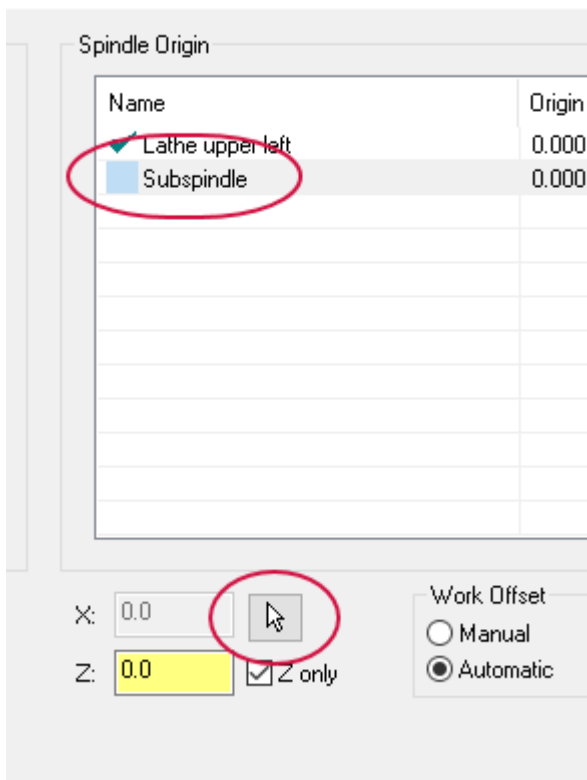 Spindle Origin
Name Origin
Lathe upper left 0.000
Subspindle 0.000
X: 0.0
Z: 0.0 Z only
Work Offset
Manual
Automatic